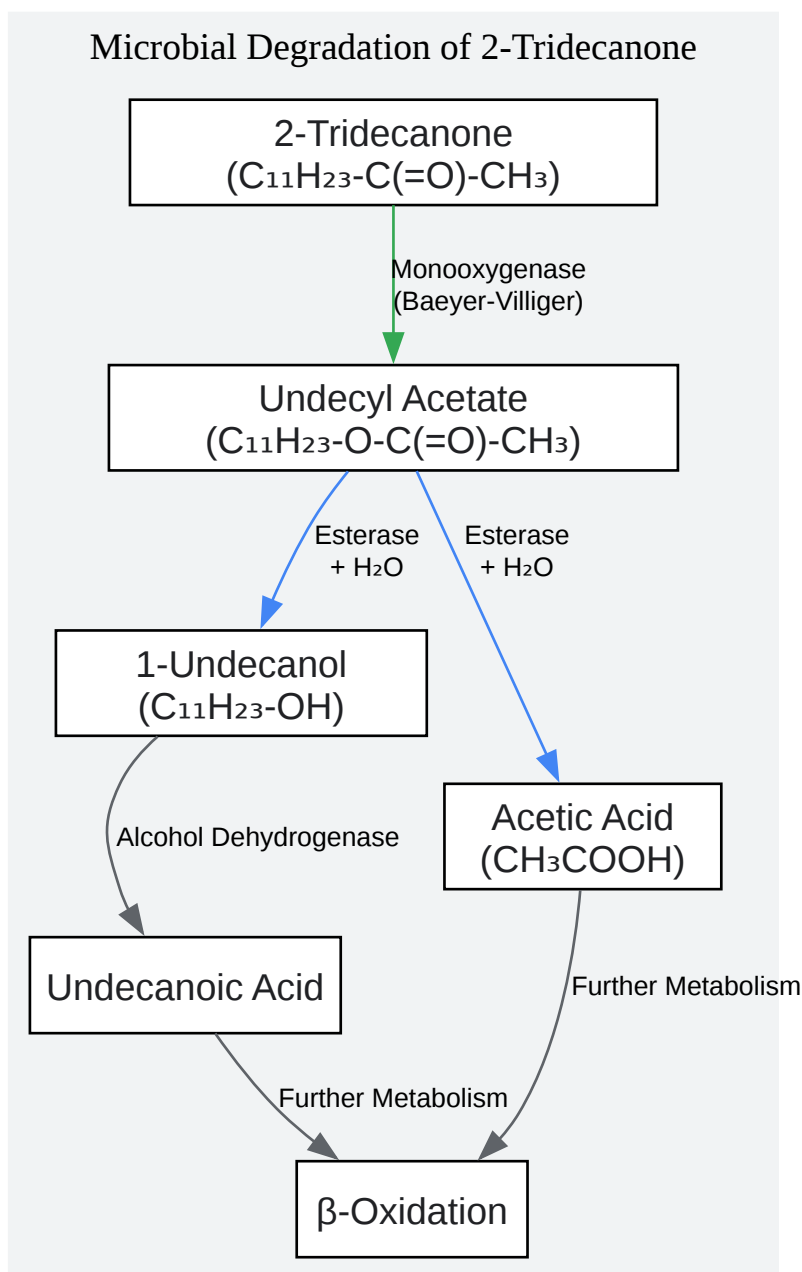 Microbial Degradation of 2-Tridecanone
2-Tridecanone
(C₁₁H₂₃-C(=O)-CH₃)
Monooxygenase
(Baeyer-Villiger)
Undecyl Acetate
(C₁₁H₂₃-O-C(=O)-CH₃)
Esterase
+ H₂O
Esterase
+ H₂O
1-Undecanol
(C₁₁H₂₃-OH)
Acetic Acid
(CH₃COOH)
Alcohol Dehydrogenase
Undecanoic Acid
Further Metabolism
Further Metabolism
β-Oxidation